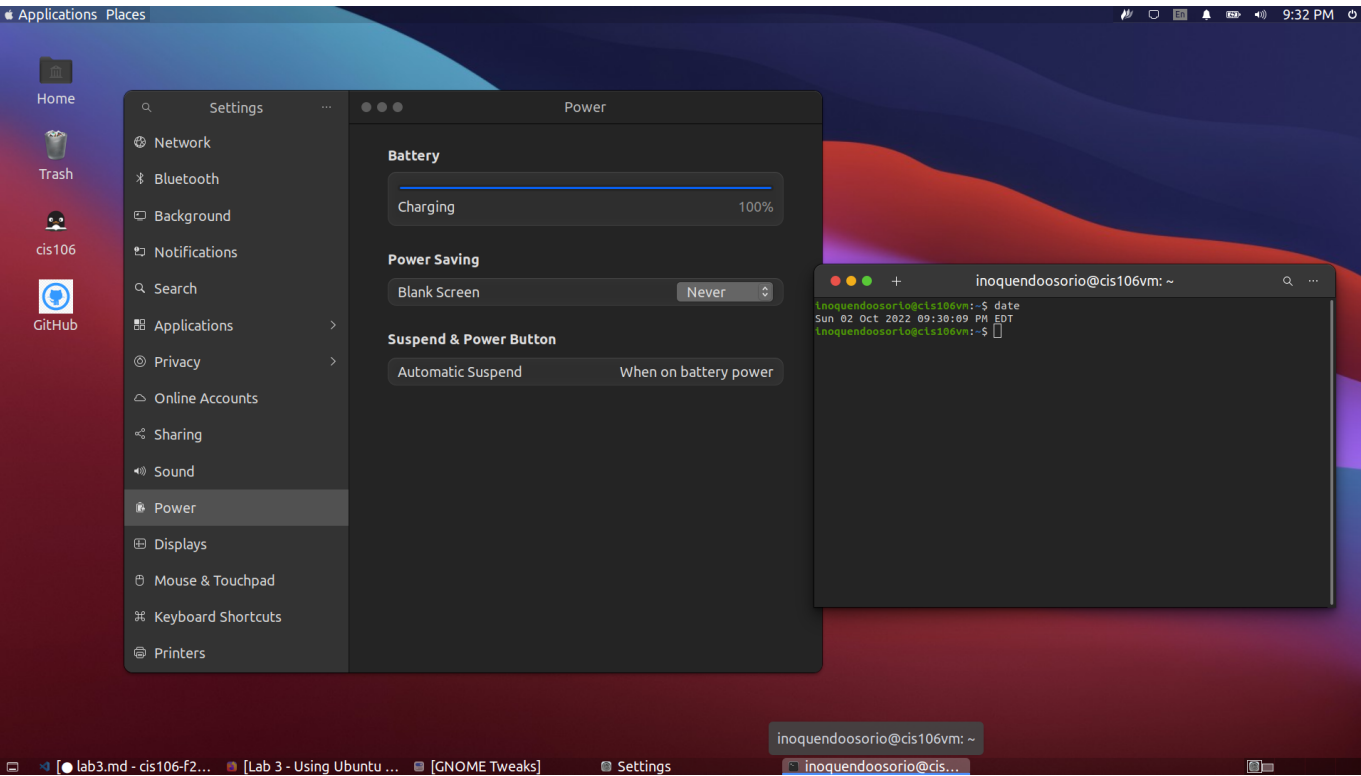 Applications Places
En
9:32 PM
Home
Trash
cis106
GitHub
Settings
Network
Bluetooth
Background
Notifications
Search
Applications
Privacy
Online Accounts
Sharing
Sound
Power
Displays
Mouse & Touchpad
Keyboard Shortcuts
Printers
Power
Battery
Charging 100%
Power Saving
Blank Screen Never
Suspend & Power Button
Automatic Suspend When on battery power
inoquendoosorio@cis106vm: ~
inoquendoosorio@cis106vm:~$ date
Sun 02 Oct 2022 09:30:09 PM EDT
inoquendoosorio@cis106vm:~$
inoquendoosorio@cis106vm: ~
[● lab3.md - cis106-f2... [Lab 3 - Using Ubuntu ... [GNOME Tweaks] Settings inoquendoosorio@cis...